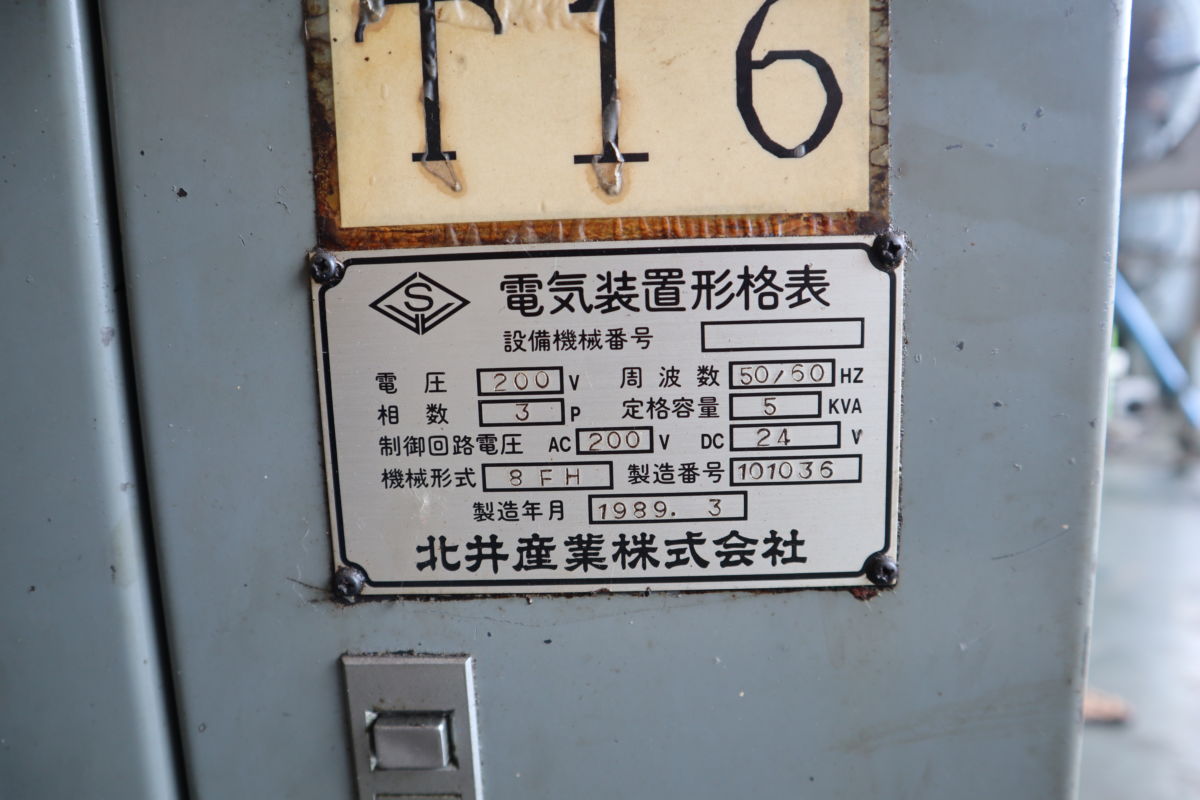 T16
S 電気装置形格表
設備機械番号
電圧 200 V 周波数 50/60 HZ
相数 3 P 定格容量 5 KVA
制御回路電圧 AC 200 V DC 24 V
機械形式 8FH 製造番号 101036
製造年月 1989. 3
北井産業株式会社